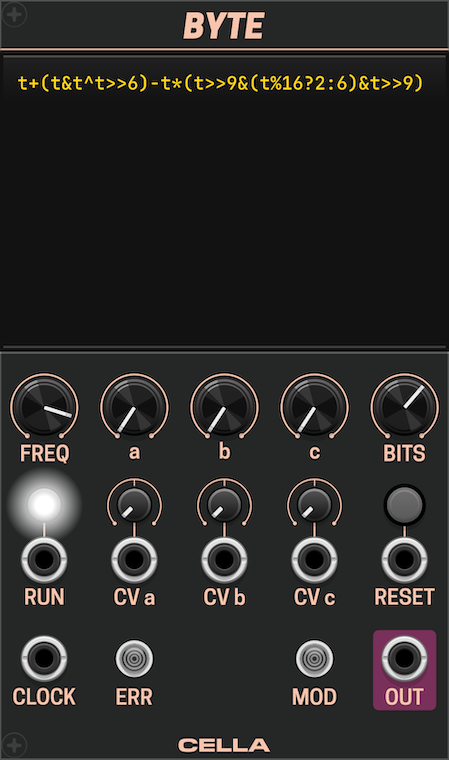 BYTE
t+(t&t^t>>6)-t*(t>>9&(t%16?2:6)&t>>9)
FREQ a b c BITS
RUN CV a CV b CV c RESET
CLOCK ERR MOD OUT
CELLA